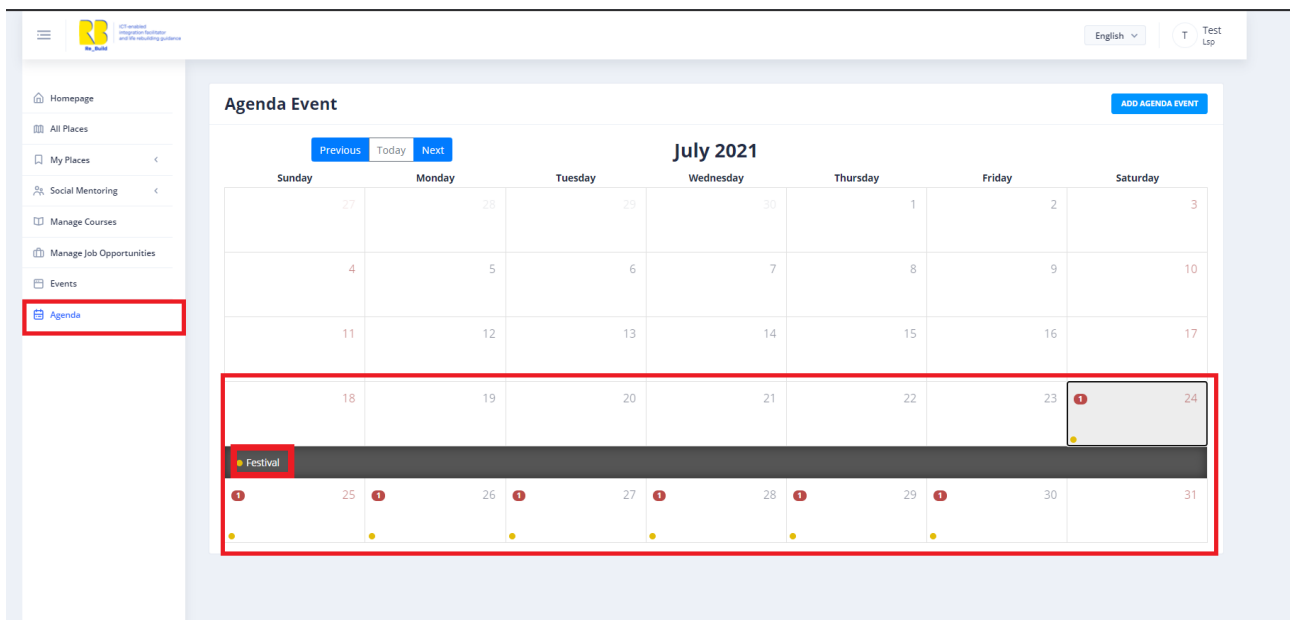 RB
Re_Build
ICT-enabled
integration facilitator
and life rebuilding guidance
English
T
Test
Lsp
Homepage
All Places
My Places
Social Mentoring
Manage Courses
Manage Job Opportunities
Events
Agenda
Agenda Event
ADD AGENDA EVENT
Previous Today Next
July 2021
Sunday Monday Tuesday Wednesday Thursday Friday Saturday
27 28 29 30 1 2 3
4 5 6 7 8 9 10
11 12 13 14 15 16 17
18 19 20 21 22 23 1 24
Festival
1 25 1 26 1 27 1 28 1 29 1 30 31